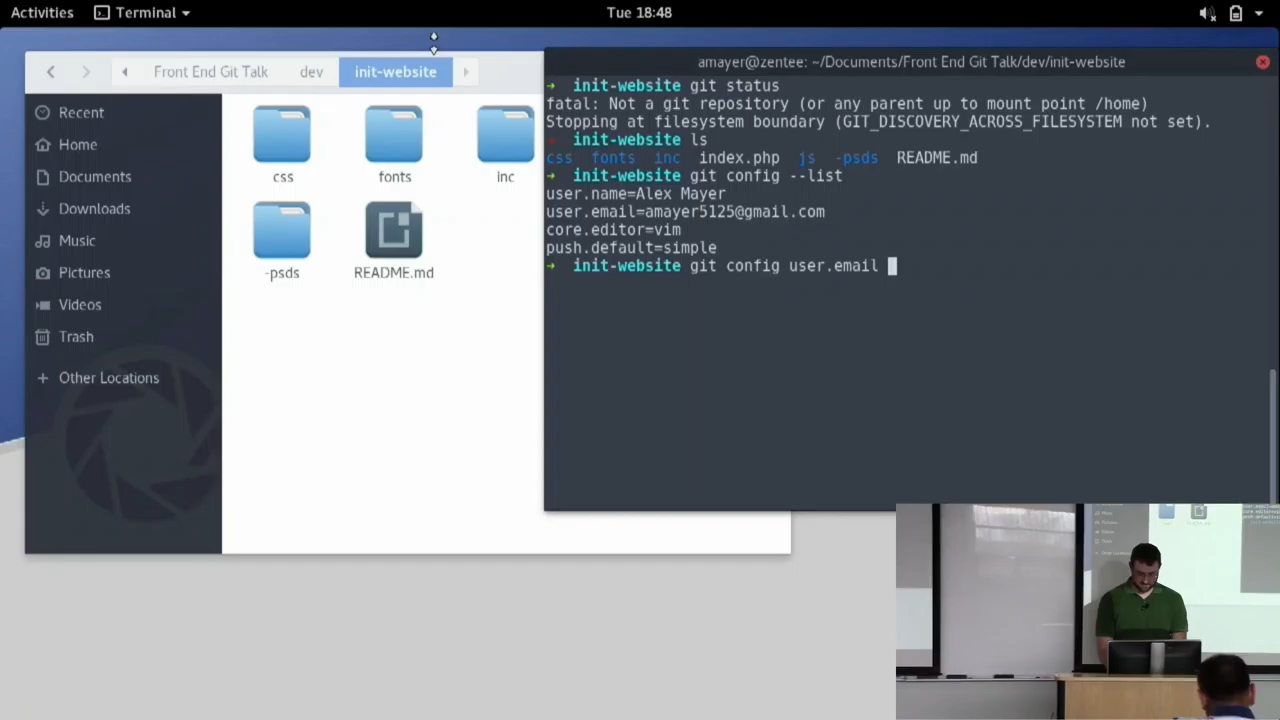 Activities Terminal Tue 18:48
Front End Git Talk dev init-website
Recent
Home
Documents
Downloads
Music
Pictures
Videos
Trash
+ Other Locations
css fonts inc
-psds README.md
amayer@zentee: ~/Documents/Front End Git Talk/dev/init-website
→ init-website git status
fatal: Not a git repository (or any parent up to mount point /home)
Stopping at filesystem boundary (GIT_DISCOVERY_ACROSS_FILESYSTEM not set).
→ init-website ls
css fonts inc index.php js -psds README.md
→ init-website git config --list
user.name=Alex Mayer
user.email=amayer5125@gmail.com
core.editor=vim
push.default=simple
→ init-website git config user.email